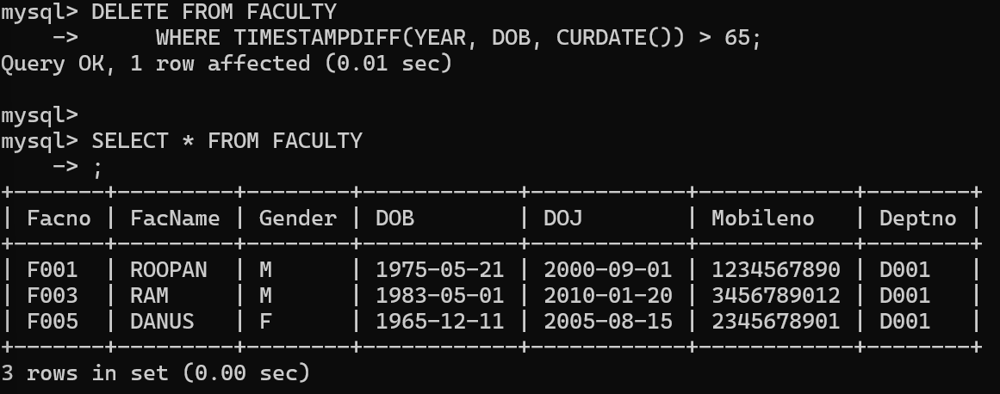 mysql> DELETE FROM FACULTY
    ->      WHERE TIMESTAMPDIFF(YEAR, DOB, CURDATE()) > 65;
Query OK, 1 row affected (0.01 sec)

mysql>
mysql> SELECT * FROM FACULTY
    -> ;
+-------+---------+--------+------------+------------+------------+--------+
| Facno | FacName | Gender | DOB        | DOJ        | Mobileno   | Deptno |
+-------+---------+--------+------------+------------+------------+--------+
| F001  | ROOPAN  | M      | 1975-05-21 | 2000-09-01 | 1234567890 | D001   |
| F003  | RAM     | M      | 1983-05-01 | 2010-01-20 | 3456789012 | D001   |
| F005  | DANUS   | F      | 1965-12-11 | 2005-08-15 | 2345678901 | D001   |
+-------+---------+--------+------------+------------+------------+--------+
3 rows in set (0.00 sec)